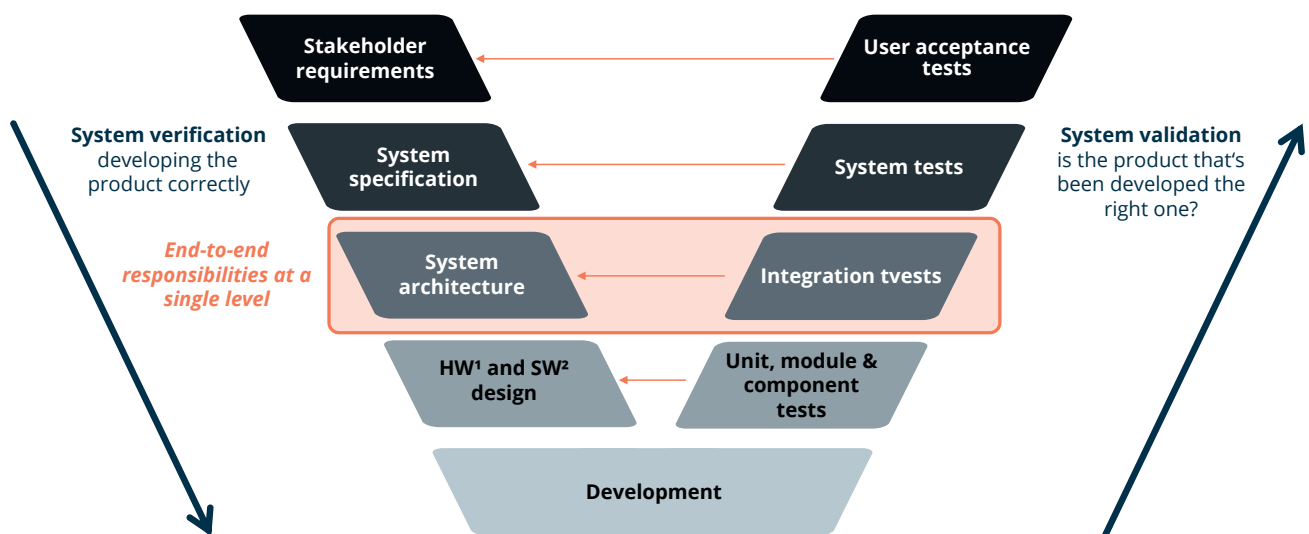 Stakeholder
requirements
User acceptance
tests
System verification
developing the
product correctly
System
specification
System tests
System validation
is the product that‘s
been developed the
right one?
End-to-end
responsibilities at a
single level
System
architecture
Integration tvests
HW¹ and SW²
design
Unit, module &
component
tests
Development